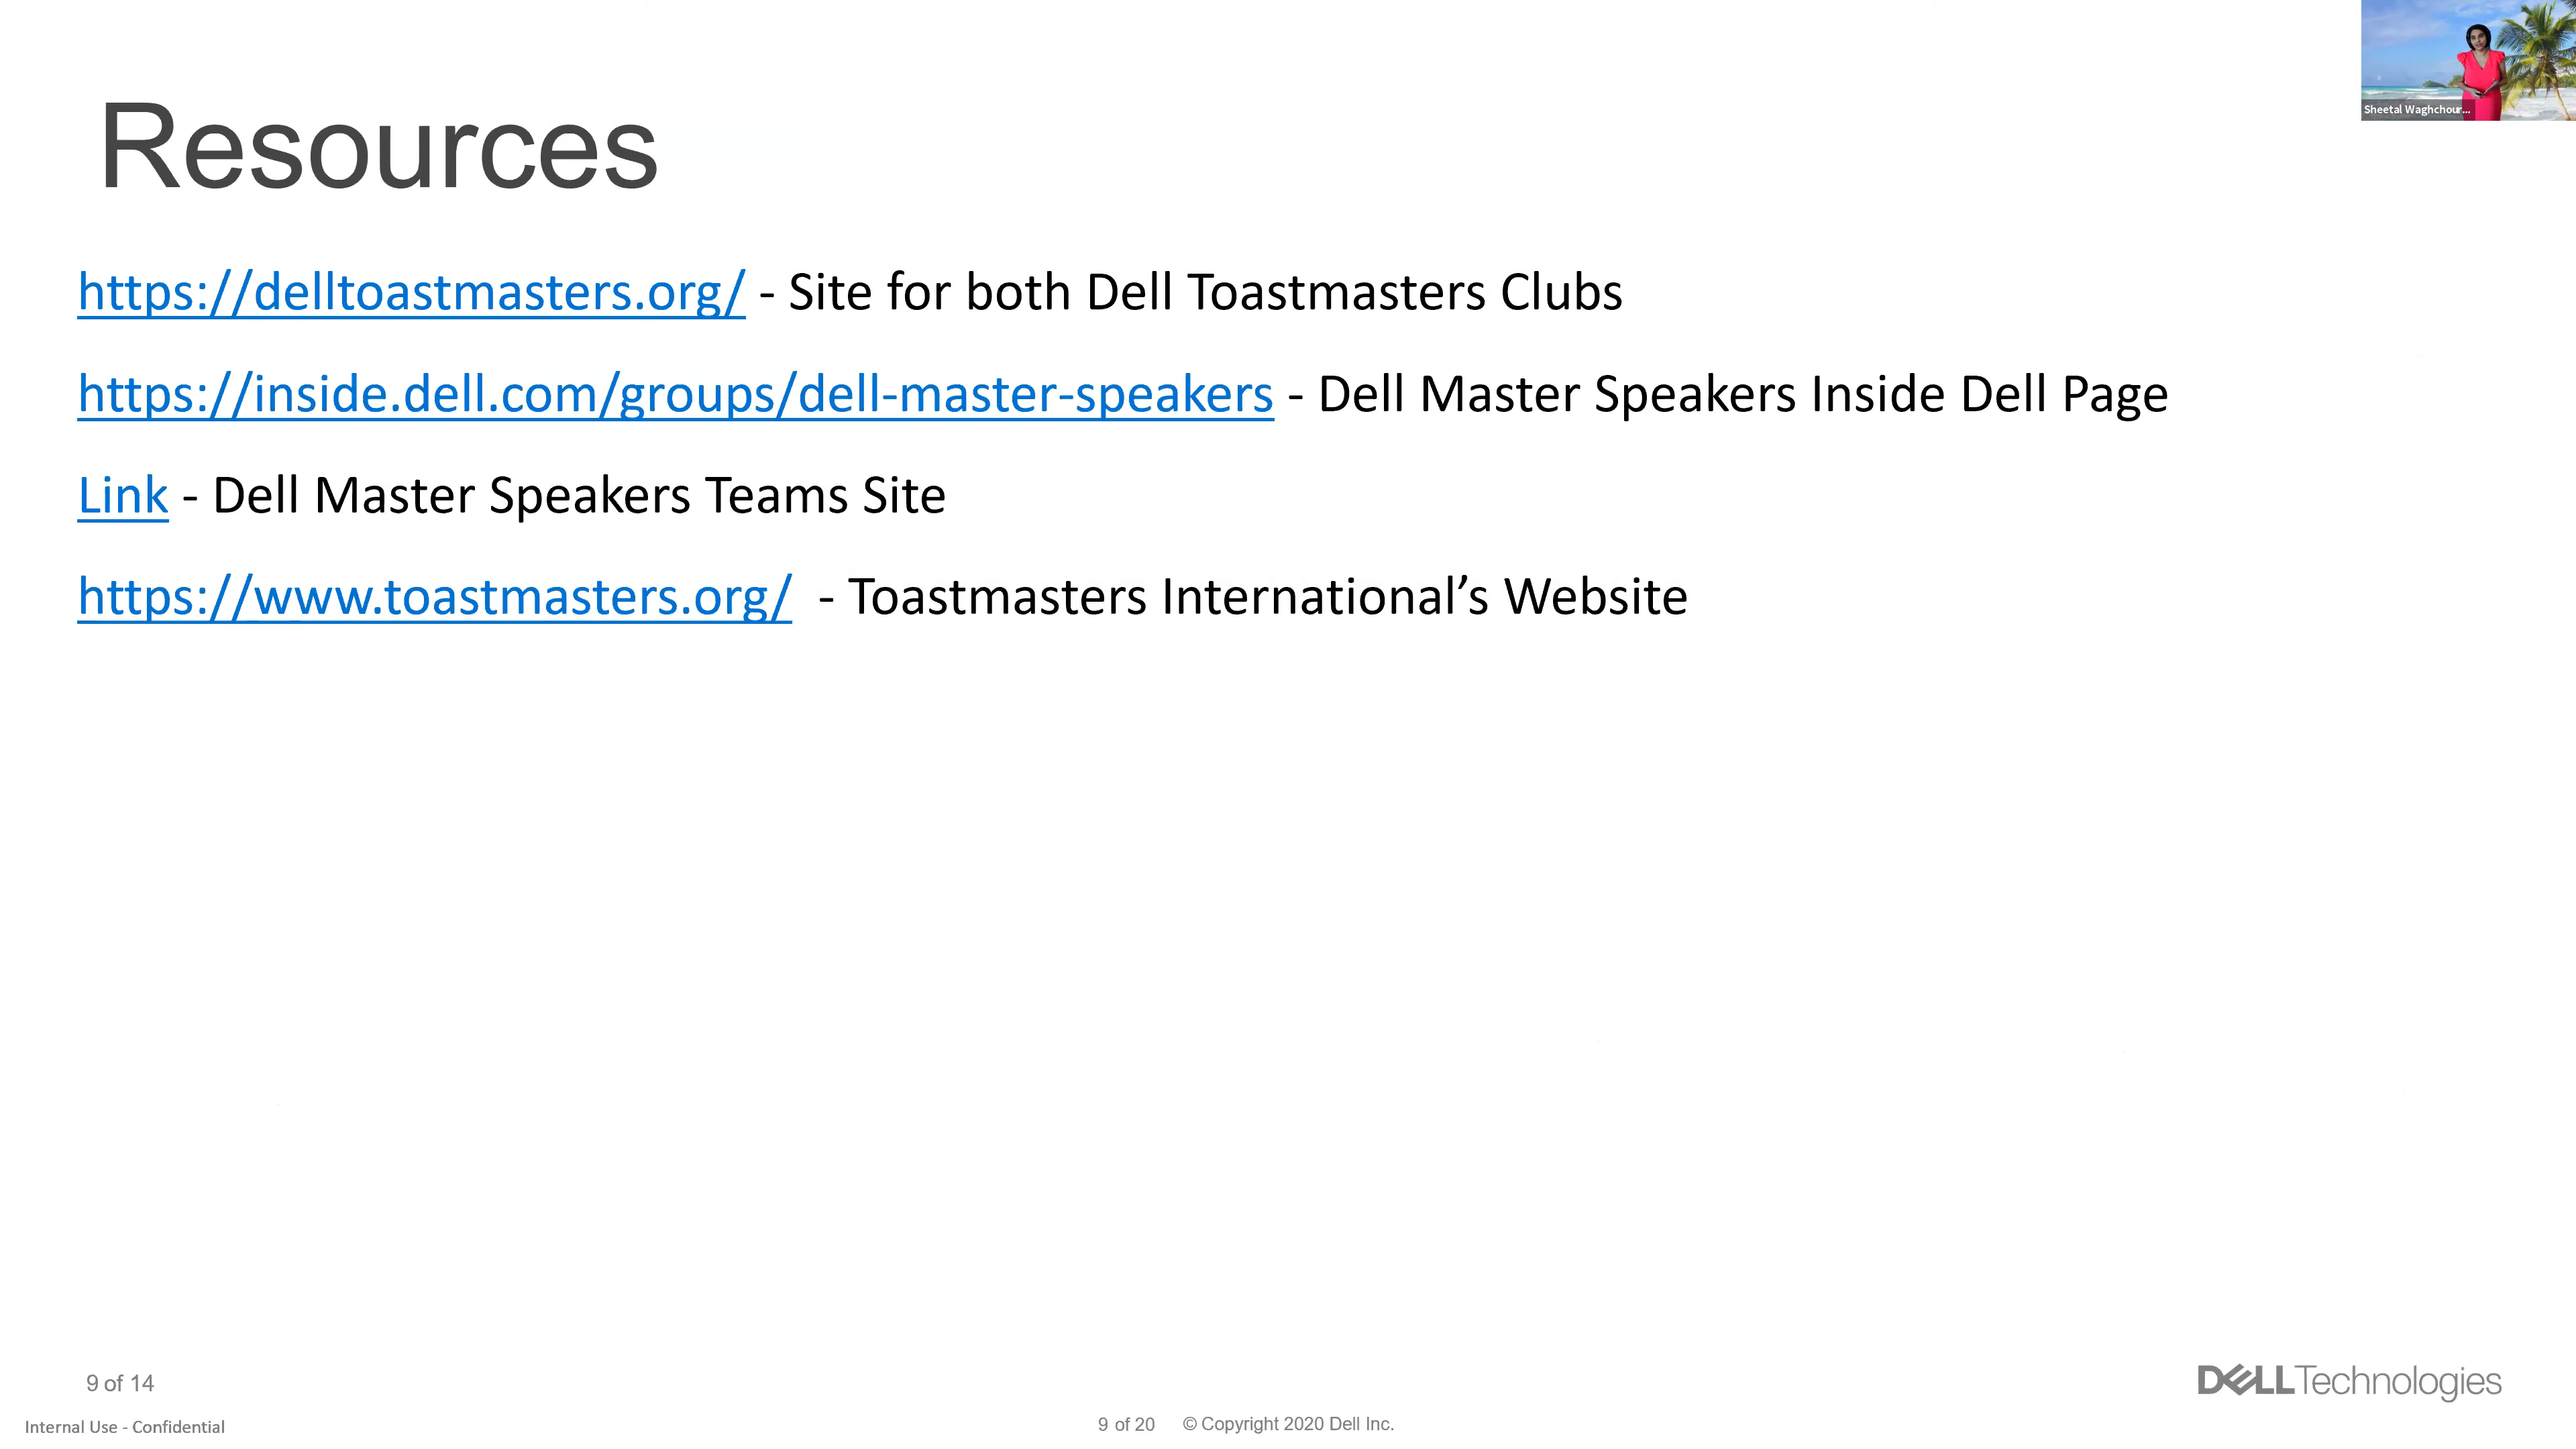 Sheetal Waghchour...
Resources
https://delltoastmasters.org/ - Site for both Dell Toastmasters Clubs
https://inside.dell.com/groups/dell-master-speakers - Dell Master Speakers Inside Dell Page
Link - Dell Master Speakers Teams Site
https://www.toastmasters.org/ - Toastmasters International’s Website
9 of 14
DELL Technologies
Internal Use - Confidential
9 of 20 © Copyright 2020 Dell Inc.